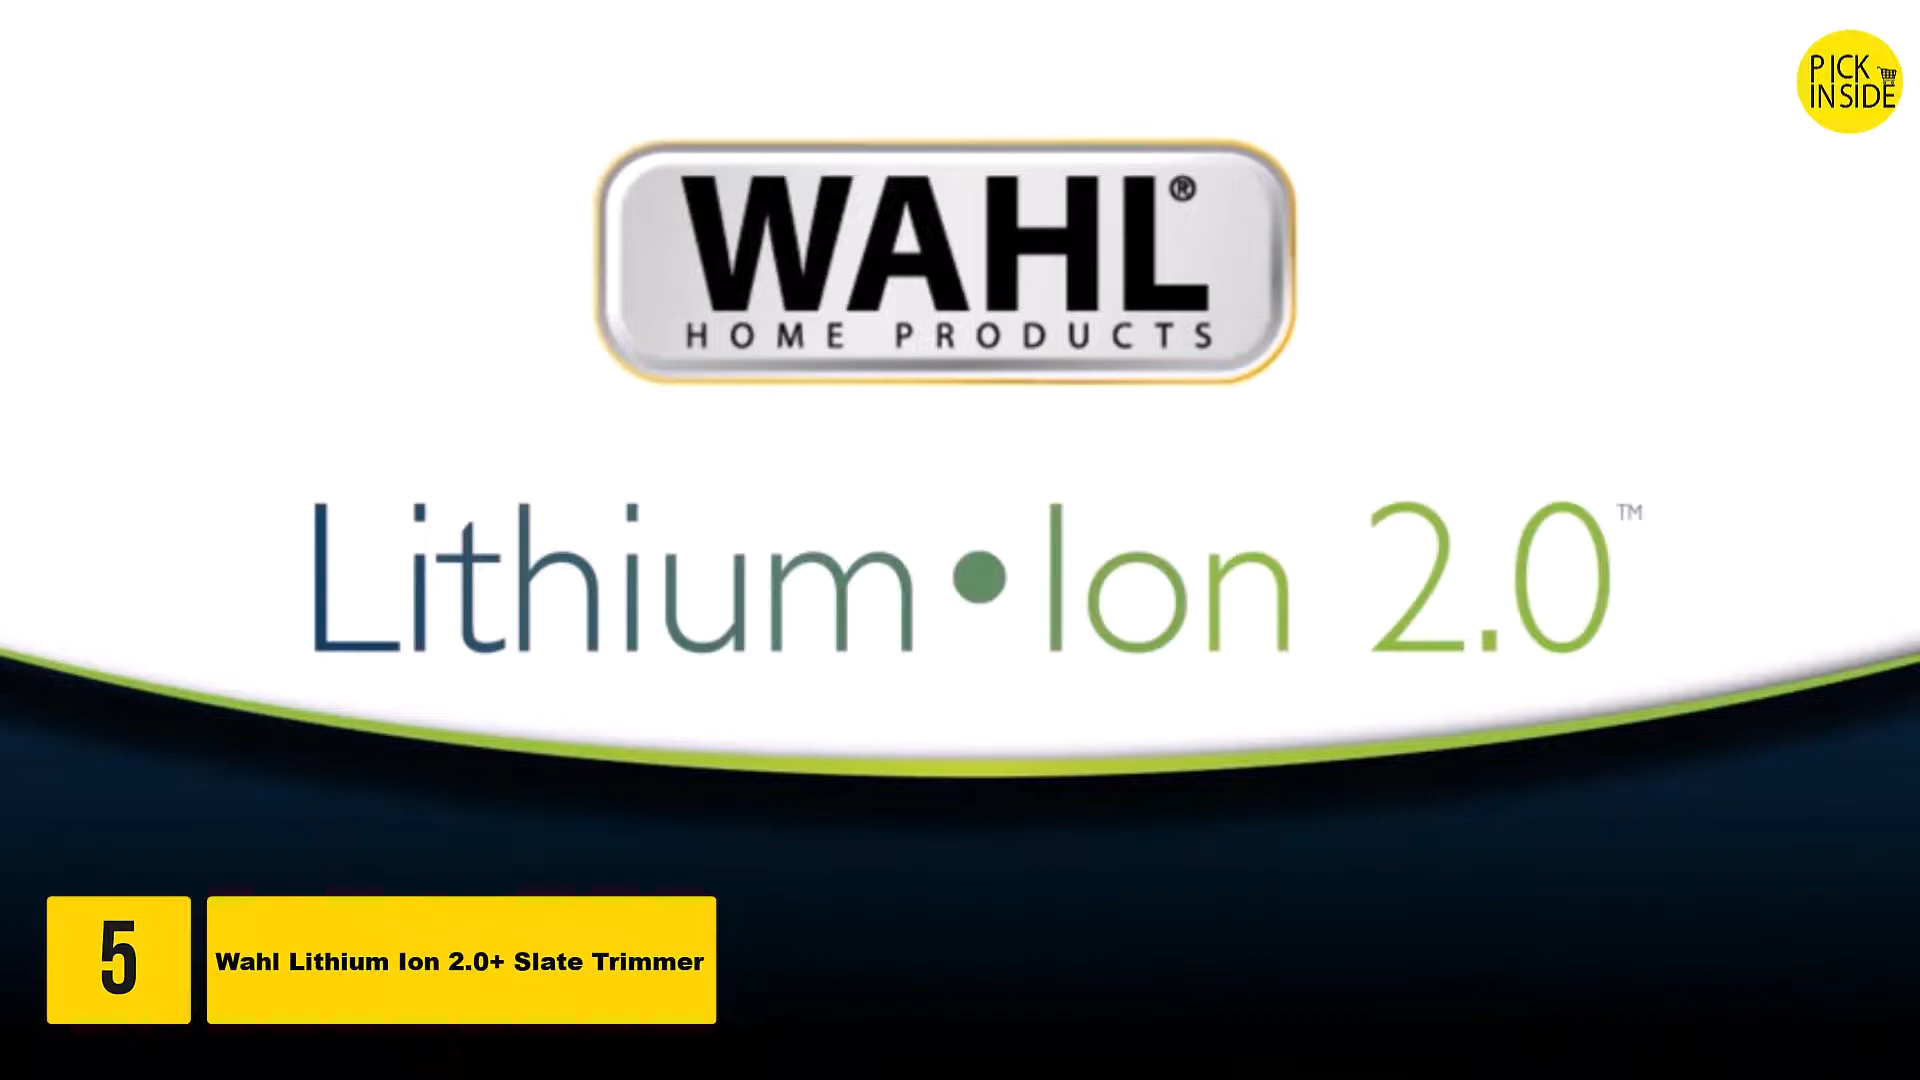 PICK
INSIDE
WAHL®
HOME PRODUCTS
Lithium•Ion 2.0™
5
Wahl Lithium Ion 2.0+ Slate Trimmer